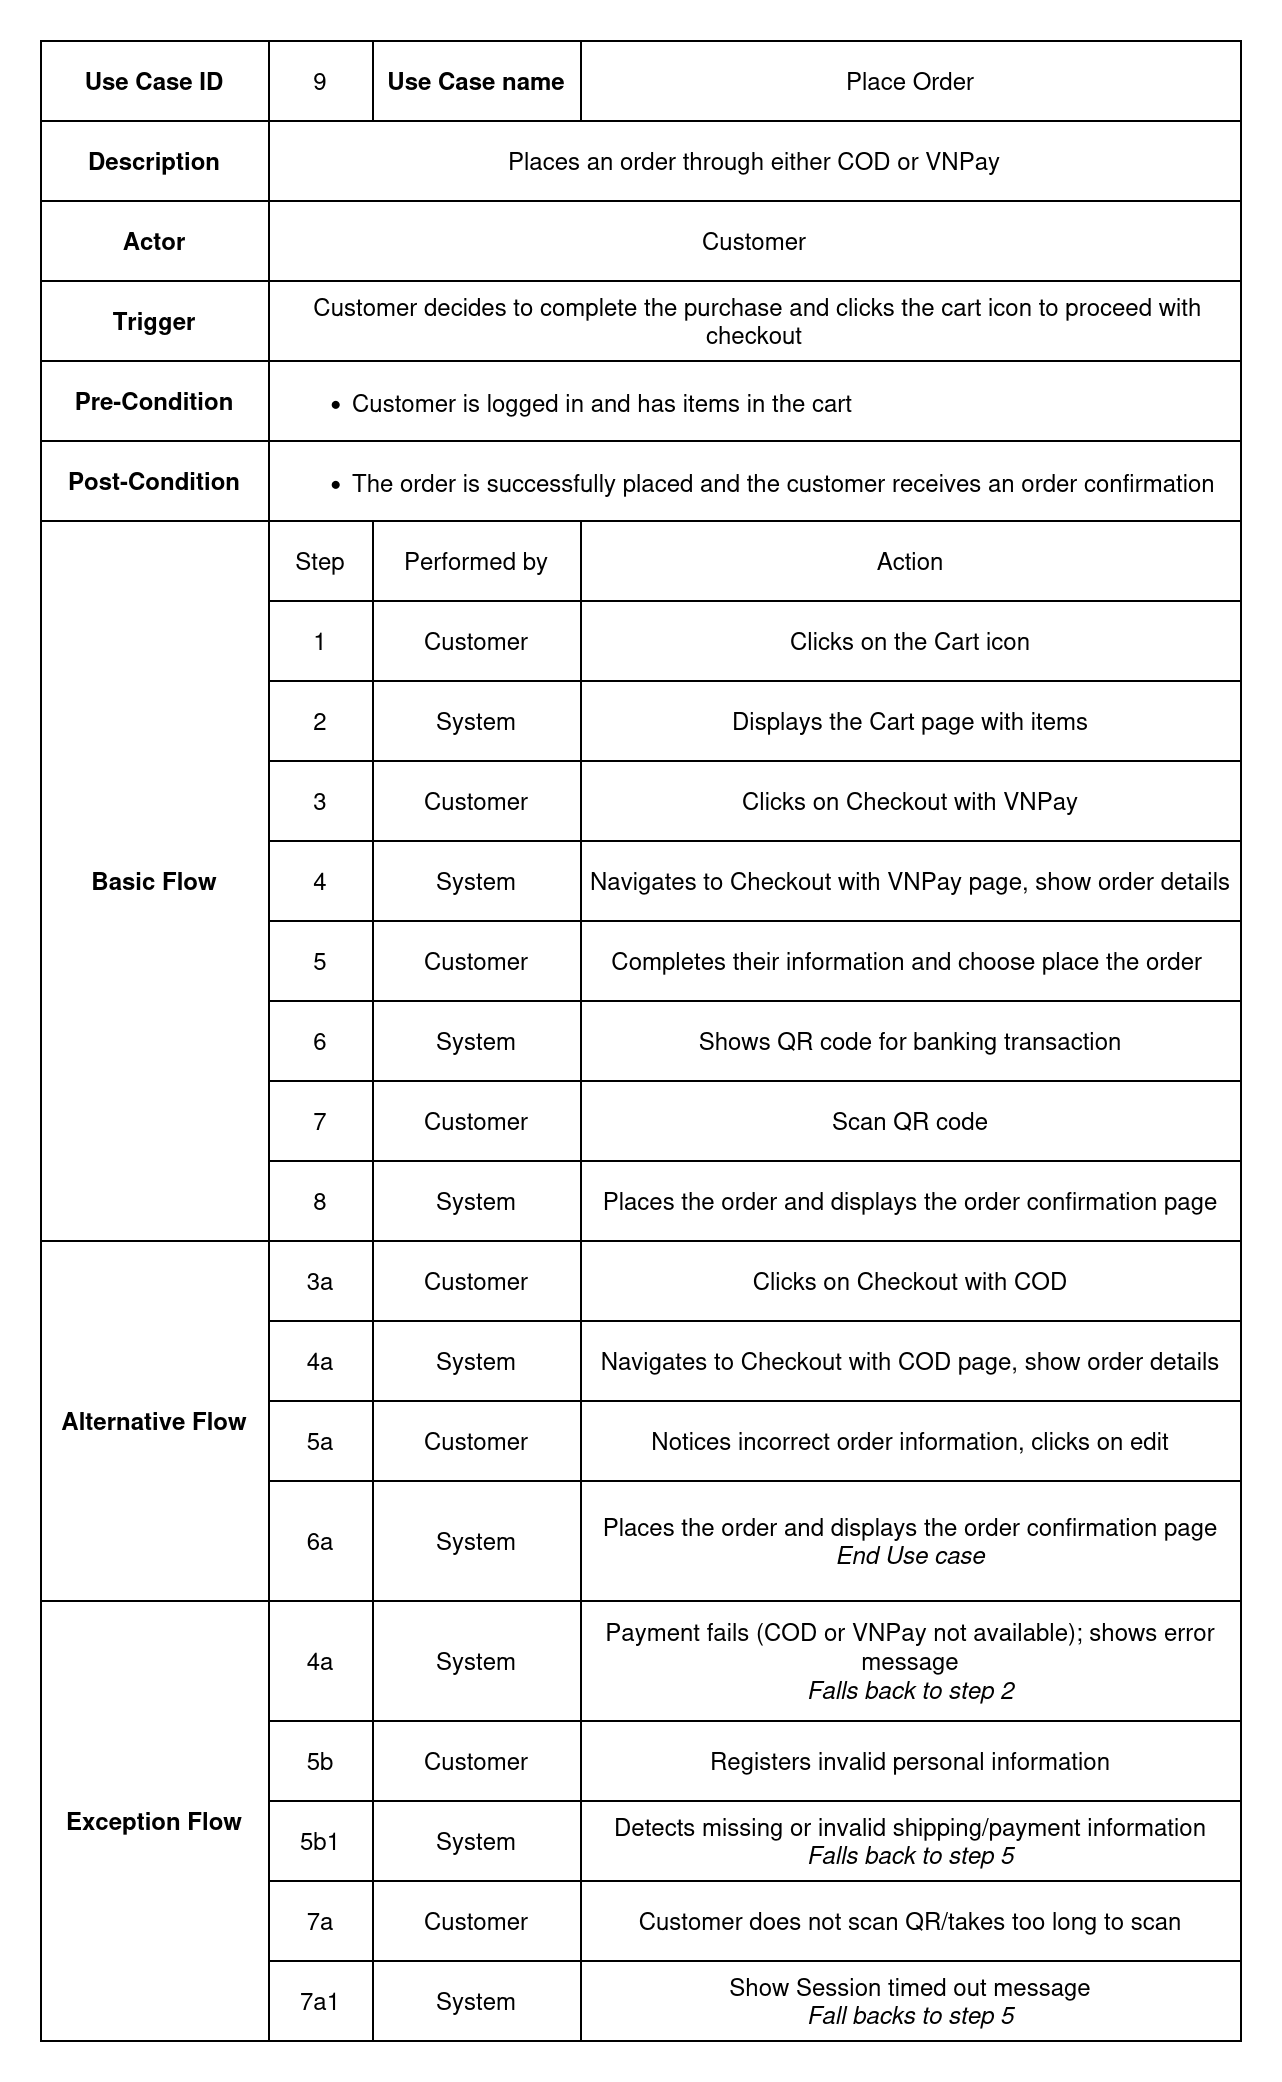 Use Case ID 9 Use Case name Place Order
Description Places an order through either COD or VNPay
Actor Customer
Trigger Customer decides to complete the purchase and clicks the cart icon to proceed with
checkout
Pre-Condition • Customer is logged in and has items in the cart
Post-Condition • The order is successfully placed and the customer receives an order confirmation
Basic Flow
Step Performed by Action
1 Customer Clicks on the Cart icon
2 System Displays the Cart page with items
3 Customer Clicks on Checkout with VNPay
4 System Navigates to Checkout with VNPay page, show order details
5 Customer Completes their information and choose place the order
6 System Shows QR code for banking transaction
7 Customer Scan QR code
8 System Places the order and displays the order confirmation page
Alternative Flow
3a Customer Clicks on Checkout with COD
4a System Navigates to Checkout with COD page, show order details
5a Customer Notices incorrect order information, clicks on edit
6a System Places the order and displays the order confirmation page
End Use case
Exception Flow
4a System Payment fails (COD or VNPay not available); shows error
message
Falls back to step 2
5b Customer Registers invalid personal information
5b1 System Detects missing or invalid shipping/payment information
Falls back to step 5
7a Customer Customer does not scan QR/takes too long to scan
7a1 System Show Session timed out message
Fall backs to step 5